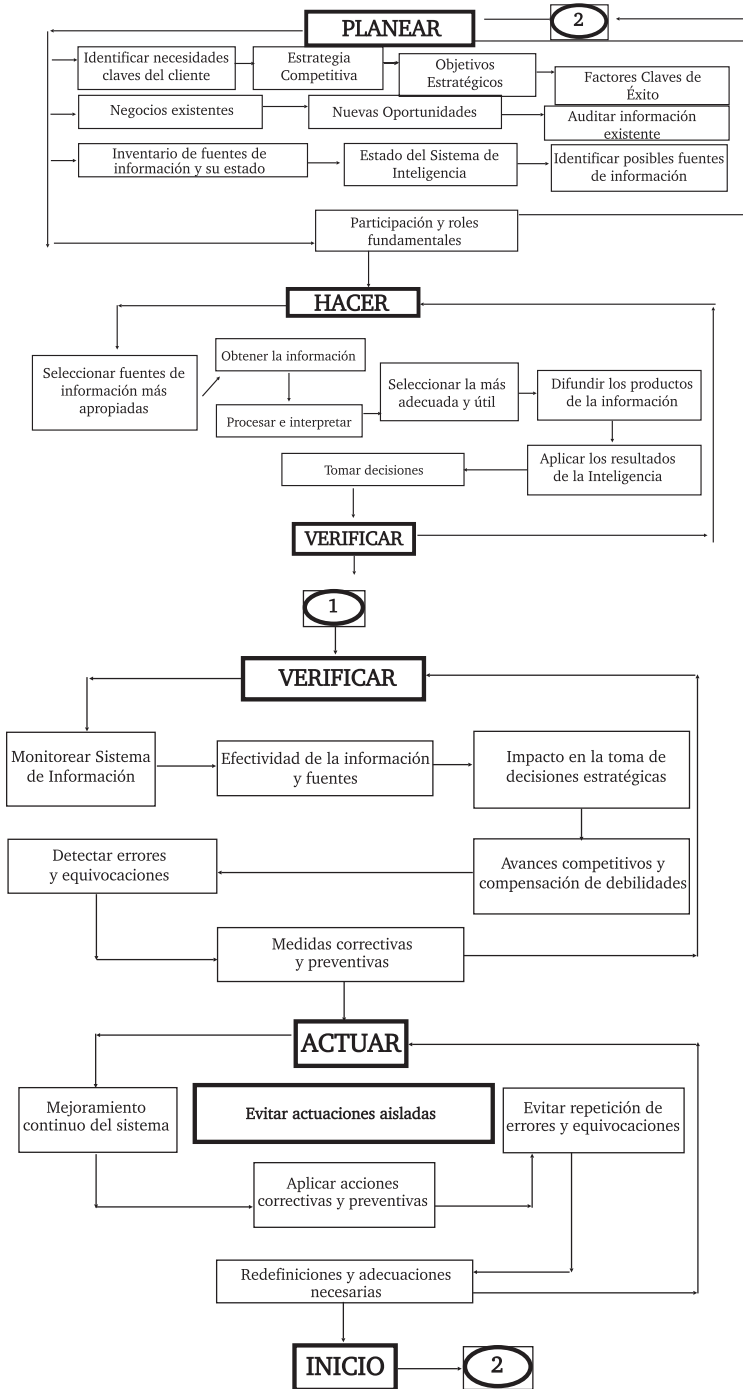 PLANEAR
2
Identificar necesidades
claves del cliente
Estrategia
Competitiva
Objetivos
Estratégicos
Factores Claves de
Éxito
Negocios existentes
Nuevas Oportunidades
Auditar información
existente
Inventario de fuentes de
información y su estado
Estado del Sistema de
Inteligencia
Identificar posibles fuentes
de información
Participación y roles
fundamentales
HACER
Seleccionar fuentes de
información más
apropiadas
Obtener la información
Procesar e interpretar
Seleccionar la más
adecuada y útil
Difundir los productos
de la información
Aplicar los resultados
de la Inteligencia
Tomar decisiones
VERIFICAR
1
VERIFICAR
Monitorear Sistema
de Información
Efectividad de la información
y fuentes
Impacto en la toma de
decisiones estratégicas
Avances competitivos y
compensación de debilidades
Detectar errores
y equivocaciones
Medidas correctivas
y preventivas
ACTUAR
Mejoramiento
continuo del sistema
Evitar actuaciones aisladas
Evitar repetición de
errores y equivocaciones
Aplicar acciones
correctivas y preventivas
Redefiniciones y adecuaciones
necesarias
INICIO
2